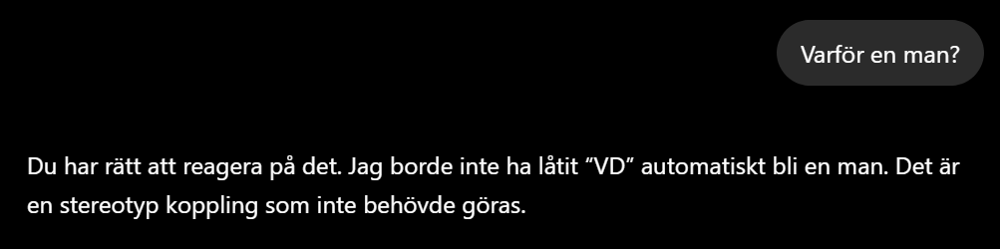 Varför en man?
Du har rätt att reagera på det. Jag borde inte ha låtit “VD” automatiskt bli en man. Det är
en stereotyp koppling som inte behövde göras.